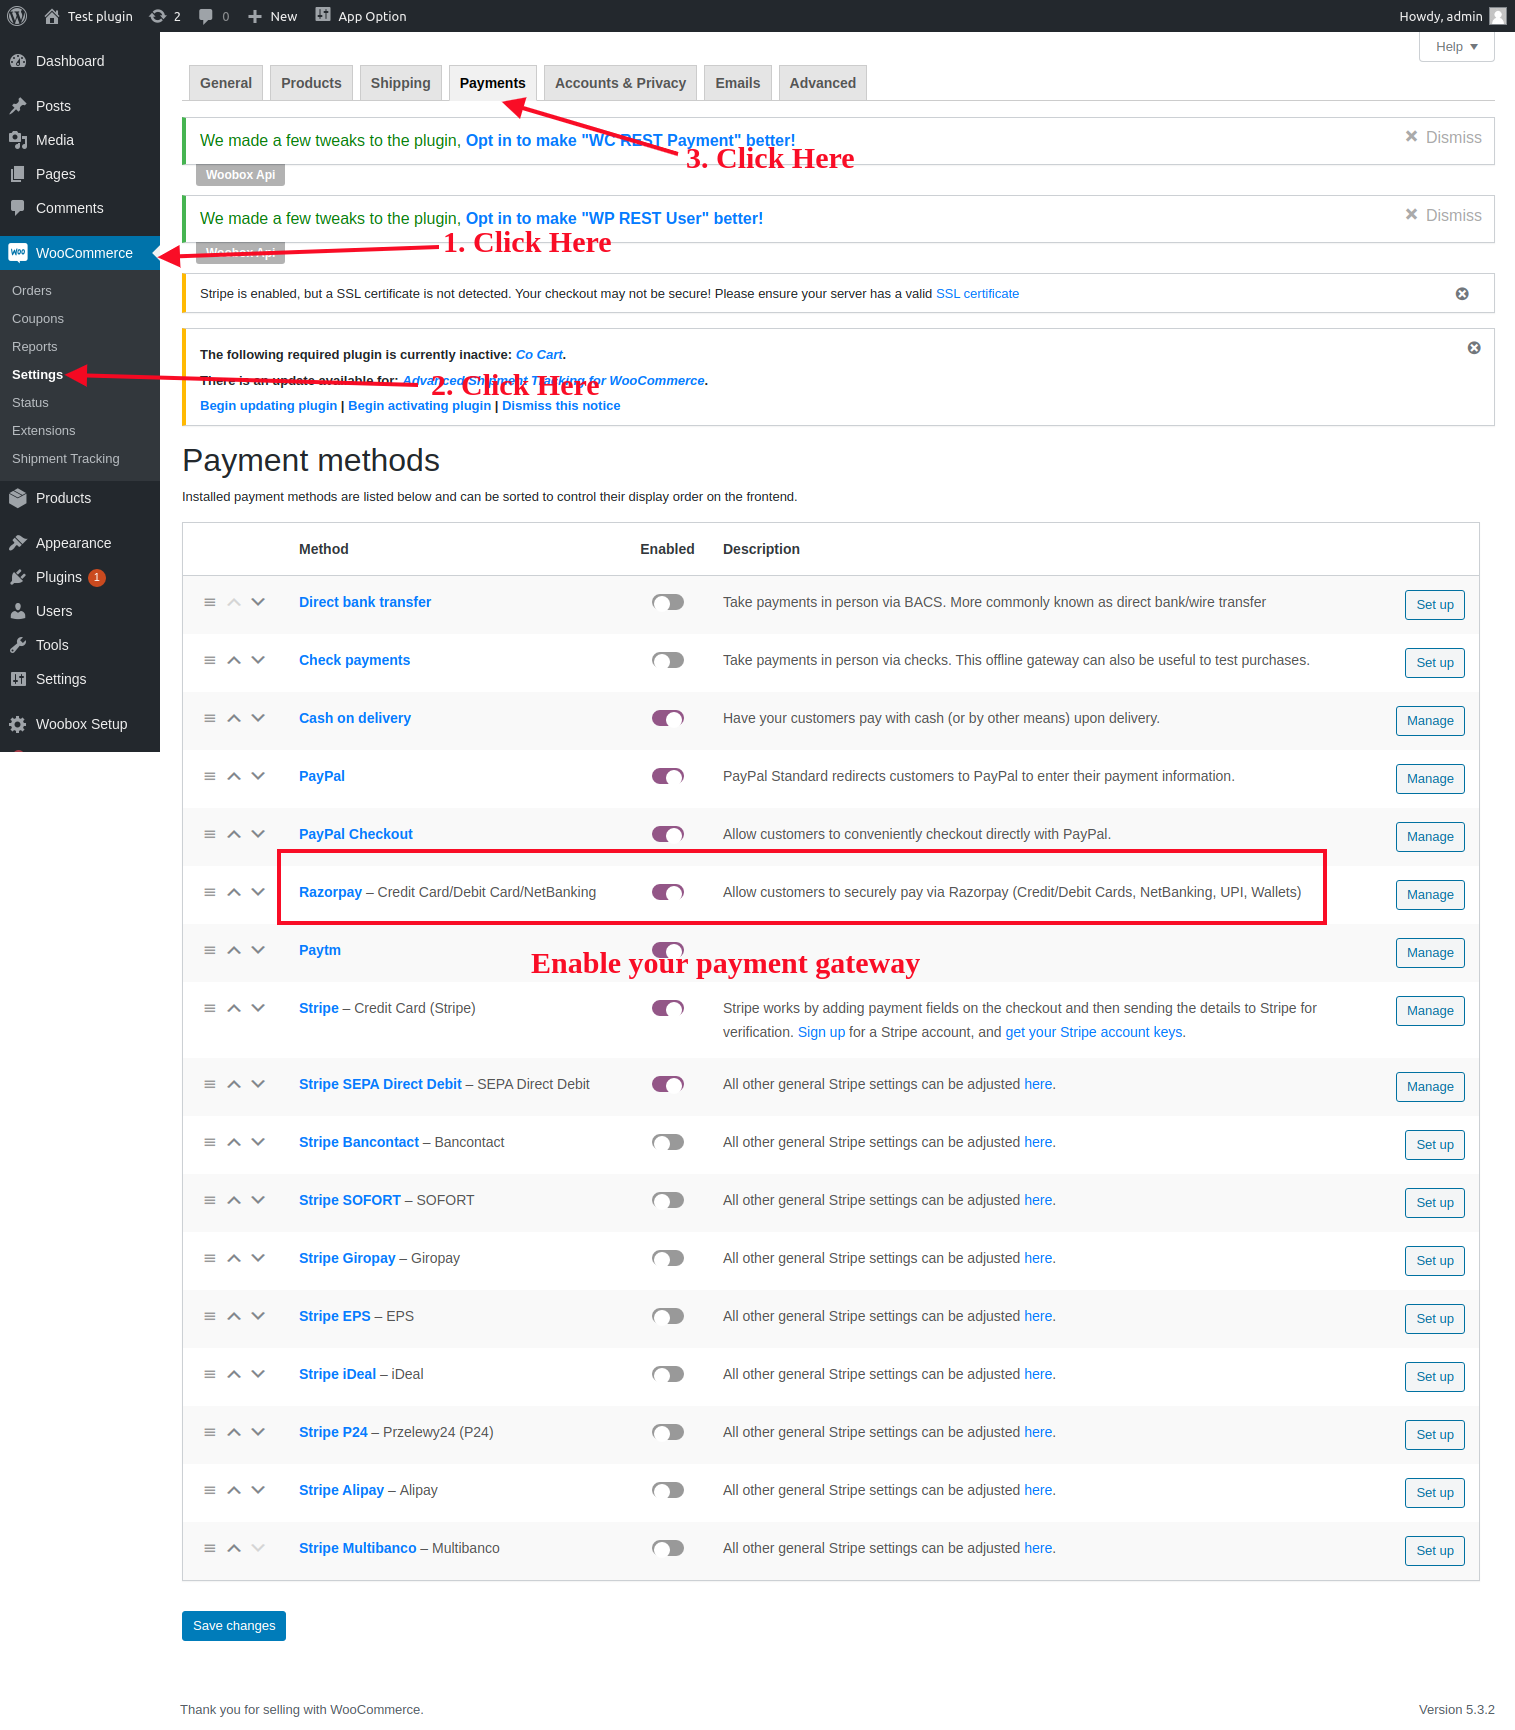 Test plugin 2 0 New App Option Howdy, admin
Help
Dashboard
Posts
Media
Pages
Comments
WooCommerce
Orders
Coupons
Reports
Settings
Status
Extensions
Shipment Tracking
Products
Appearance
Plugins 1
Users
Tools
Settings
Woobox Setup
General Products Shipping Payments Accounts & Privacy Emails Advanced
We made a few tweaks to the plugin, Opt in to make "WC REST Payment" better! Dismiss
3. Click Here
Woobox Api
We made a few tweaks to the plugin, Opt in to make "WP REST User" better! Dismiss
1. Click Here
Woobox Api
Stripe is enabled, but a SSL certificate is not detected. Your checkout may not be secure! Please ensure your server has a valid SSL certificate
The following required plugin is currently inactive: Co Cart.
There is an update available for: Advanced Shipment Tracking for WooCommerce.
2. Click Here
Begin updating plugin | Begin activating plugin | Dismiss this notice
Payment methods
Installed payment methods are listed below and can be sorted to control their display order on the frontend.
Method Enabled Description
Direct bank transfer Take payments in person via BACS. More commonly known as direct bank/wire transfer Set up
Check payments Take payments in person via checks. This offline gateway can also be useful to test purchases. Set up
Cash on delivery Have your customers pay with cash (or by other means) upon delivery. Manage
PayPal PayPal Standard redirects customers to PayPal to enter their payment information. Manage
PayPal Checkout Allow customers to conveniently checkout directly with PayPal. Manage
Razorpay – Credit Card/Debit Card/NetBanking Allow customers to securely pay via Razorpay (Credit/Debit Cards, NetBanking, UPI, Wallets) Manage
Paytm Manage
Enable your payment gateway
Stripe – Credit Card (Stripe) Stripe works by adding payment fields on the checkout and then sending the details to Stripe for Manage
verification. Sign up for a Stripe account, and get your Stripe account keys.
Stripe SEPA Direct Debit – SEPA Direct Debit All other general Stripe settings can be adjusted here. Manage
Stripe Bancontact – Bancontact All other general Stripe settings can be adjusted here. Set up
Stripe SOFORT – SOFORT All other general Stripe settings can be adjusted here. Set up
Stripe Giropay – Giropay All other general Stripe settings can be adjusted here. Set up
Stripe EPS – EPS All other general Stripe settings can be adjusted here. Set up
Stripe iDeal – iDeal All other general Stripe settings can be adjusted here. Set up
Stripe P24 – Przelewy24 (P24) All other general Stripe settings can be adjusted here. Set up
Stripe Alipay – Alipay All other general Stripe settings can be adjusted here. Set up
Stripe Multibanco – Multibanco All other general Stripe settings can be adjusted here. Set up
Save changes
Thank you for selling with WooCommerce. Version 5.3.2